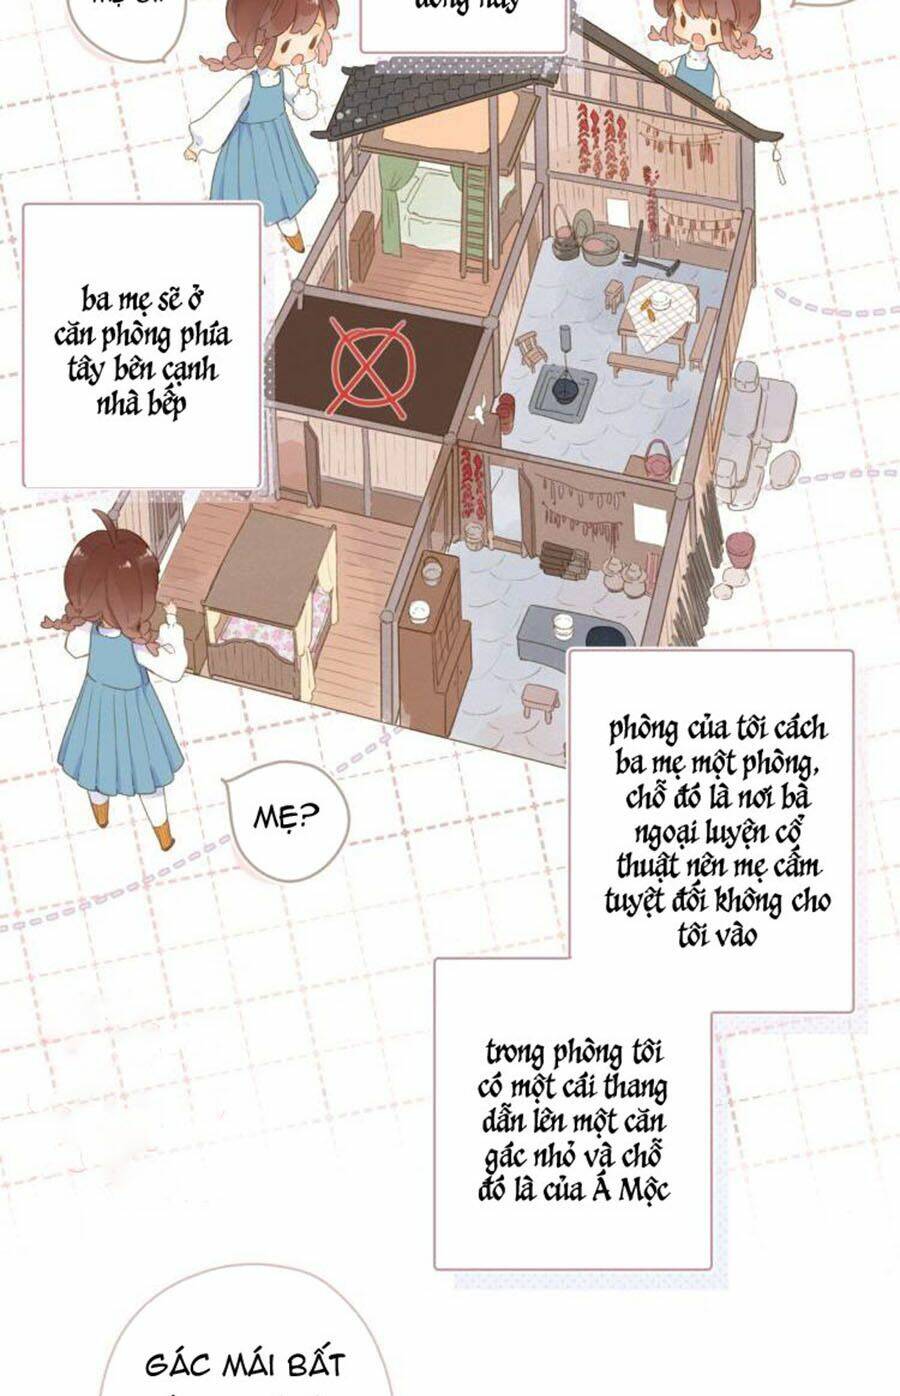 ba mẹ sẽ ở
căn phòng phía
tây bên cạnh
nhà bếp
MẸ?
phòng của tôi cách
ba mẹ một phòng,
chỗ đó là nơi bà
ngoại luyện cổ
thuật nên mẹ cấm
tuyệt đối không cho
tôi vào
trong phòng tôi
có một cái thang
dẫn lên một căn
gác nhỏ và chỗ
đó là của Á Mộc
GÁC MÁI BẤT